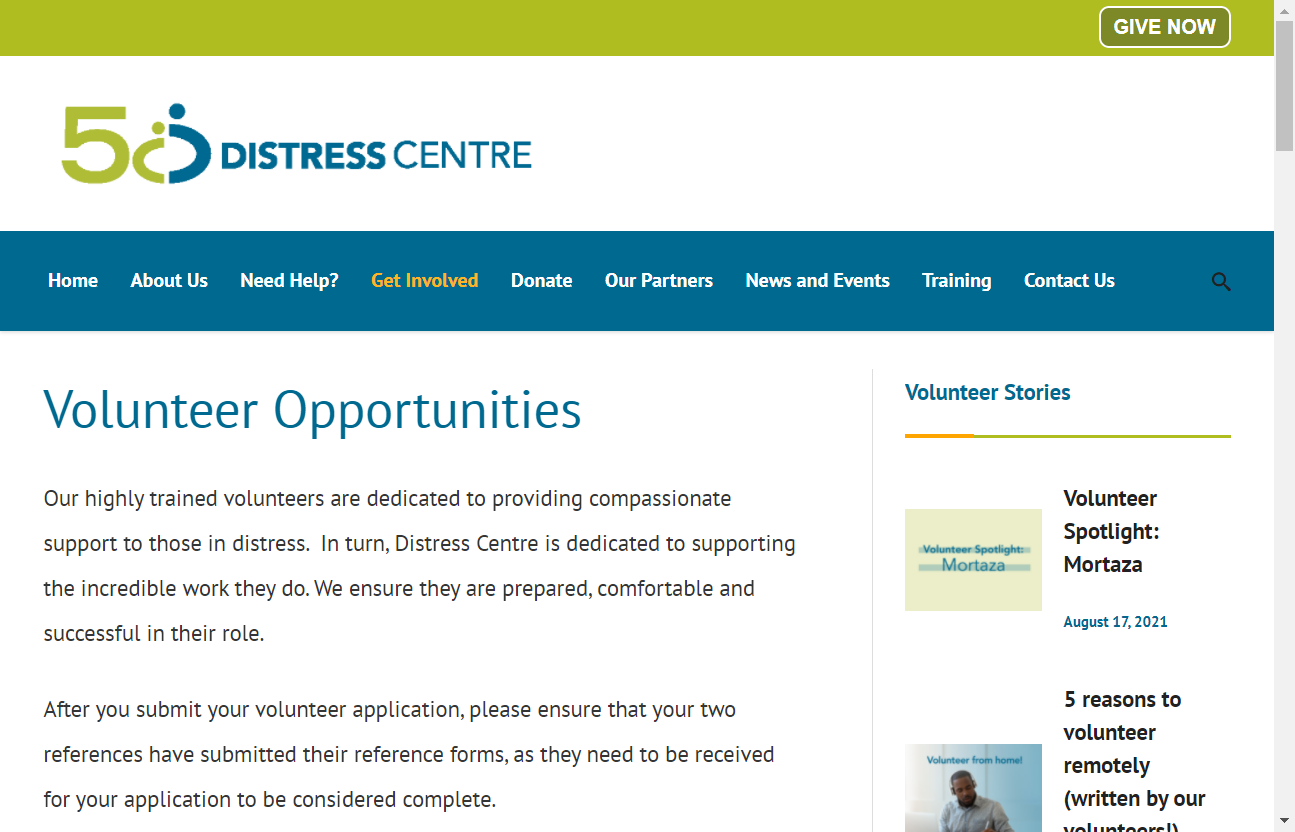 GIVE NOW
50 DISTRESS CENTRE
Home About Us Need Help? Get Involved Donate Our Partners News and Events Training Contact Us
Volunteer Opportunities
Our highly trained volunteers are dedicated to providing compassionate
support to those in distress.  In turn, Distress Centre is dedicated to supporting
the incredible work they do. We ensure they are prepared, comfortable and
successful in their role.
After you submit your volunteer application, please ensure that your two
references have submitted their reference forms, as they need to be received
for your application to be considered complete.
Volunteer Stories
Volunteer Spotlight:
Mortaza
Volunteer
Spotlight:
Mortaza
August 17, 2021
Volunteer from home!
5 reasons to
volunteer
remotely
(written by our
volunteers!)